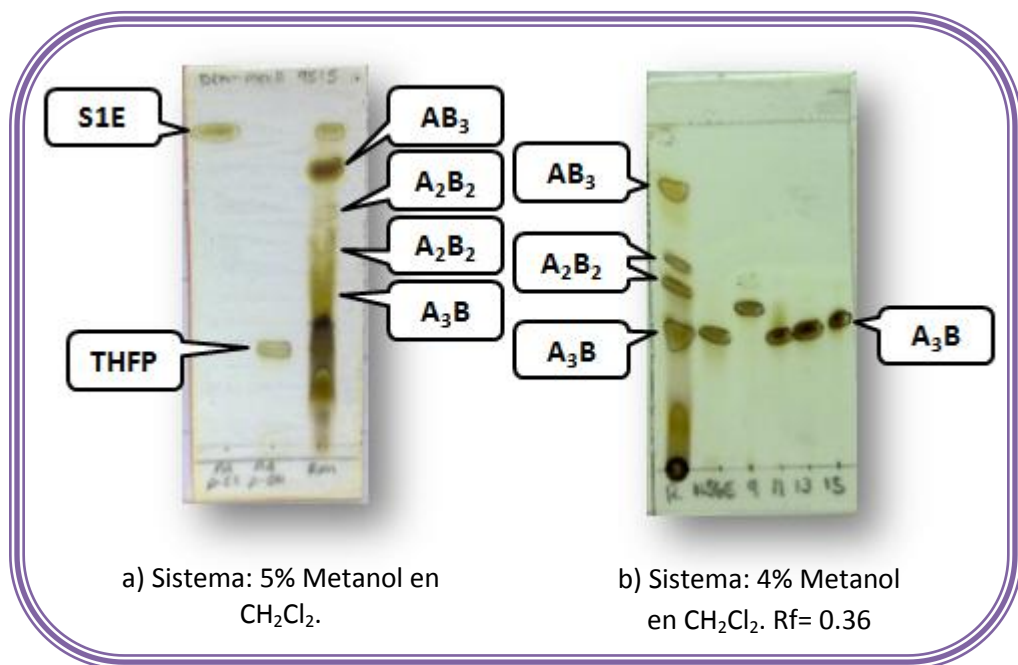 S1E
THFP
AB₃
A₂B₂
A₂B₂
A₃B
AB₃
A₂B₂
A₃B
A₃B
R
9 11 13 15
a) Sistema: 5% Metanol en
CH₂Cl₂.
b) Sistema: 4% Metanol
en CH₂Cl₂. Rf= 0.36